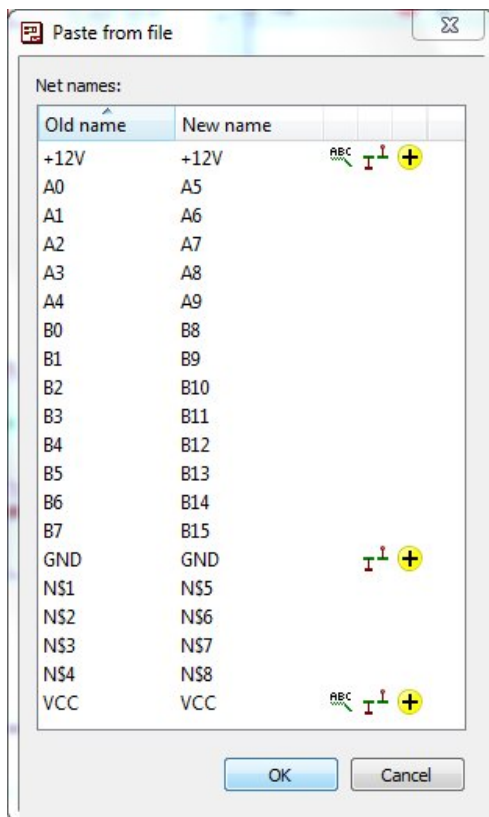 Paste from file
Net names:
Old name New name
+12V +12V ABC
A0 A5
A1 A6
A2 A7
A3 A8
A4 A9
B0 B8
B1 B9
B2 B10
B3 B11
B4 B12
B5 B13
B6 B14
B7 B15
GND GND
N$1 N$5
N$2 N$6
N$3 N$7
N$4 N$8
VCC VCC ABC
OK Cancel